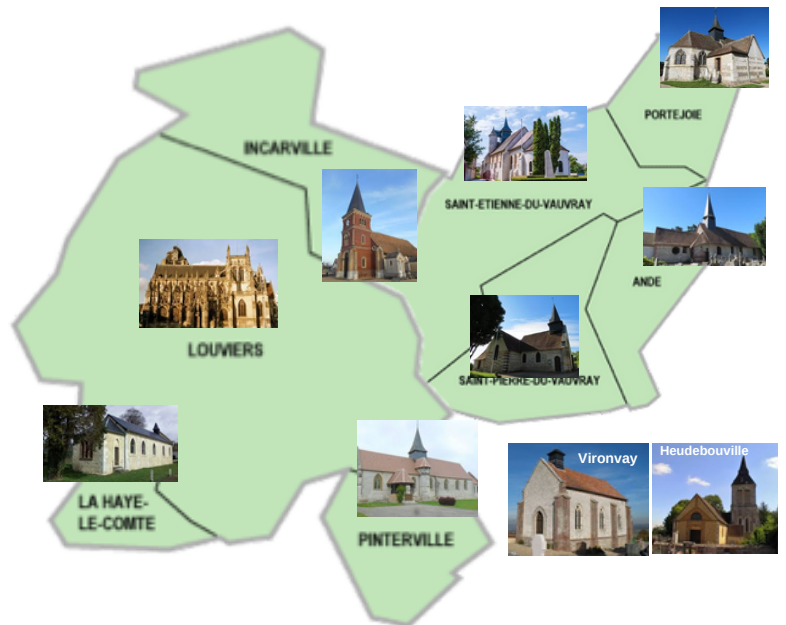 PORTEJOIE
INCARVILLE
SAINT-ETIENNE-DU-VAUVRAY
ANDE
LOUVIERS
SAINT-PIERRE-DU-VAUVRAY
Vironvay
Heudebouville
LA HAYE-
LE-COMTE
PINTERVILLE